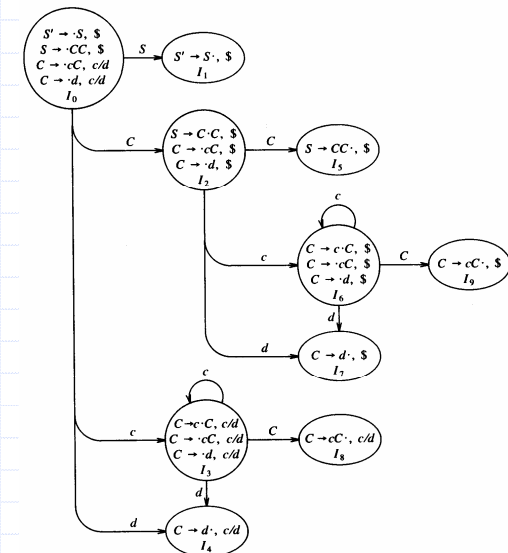 S' → ·S, $
S → ·CC, $
C → ·cC, c/d
C → ·d, c/d
I₀
S
S' → S·, $
I₁
C
S → C·C, $
C → ·cC, $
C → ·d, $
I₂
C
S → CC·, $
I₅
c
c
C → c·C, $
C → ·cC, $
C → ·d, $
I₆
C
C → cC·, $
I₉
d
d
C → d·, $
I₇
c
c
C→c·C, c/d
C → ·cC, c/d
C → ·d, c/d
I₃
C
C→cC·, c/d
I₈
d
d
C → d·, c/d
I₄